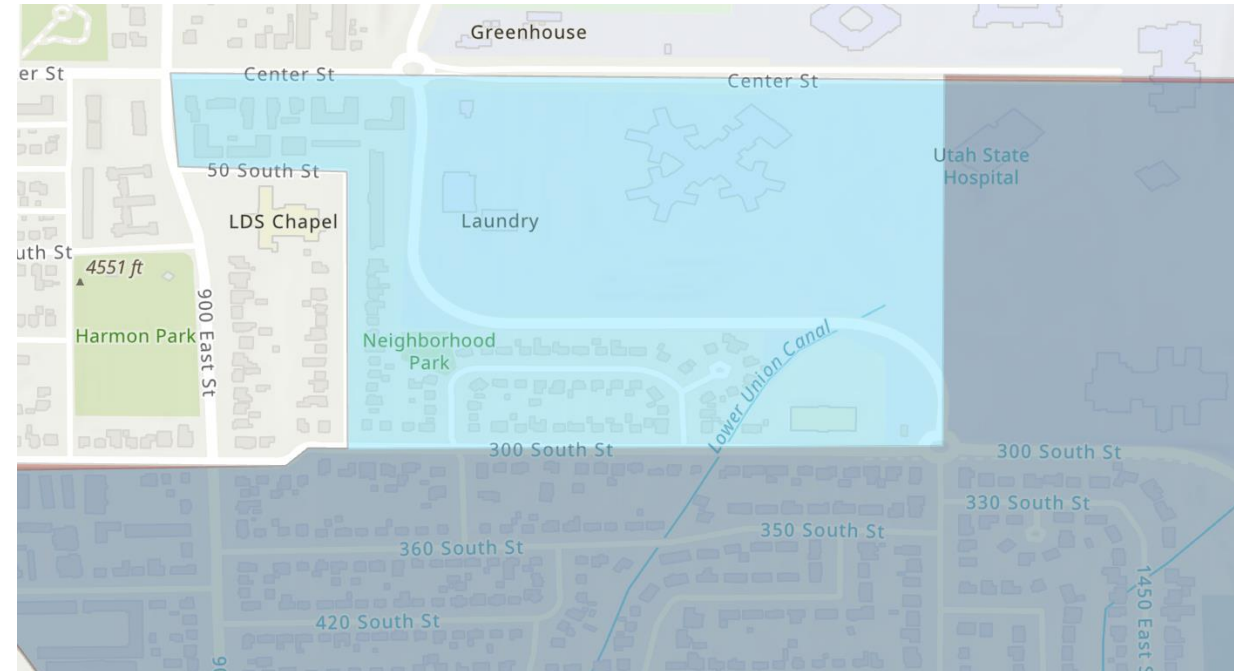 Greenhouse
er St
Center St
Center St
50 South St
Utah State
Hospital
LDS Chapel
Laundry
uth St
4551 ft
900 East St
Harmon Park
Neighborhood
Park
Lower Union Canal
300 South St
300 South St
330 South St
350 South St
360 South St
1450 East S
420 South St
90